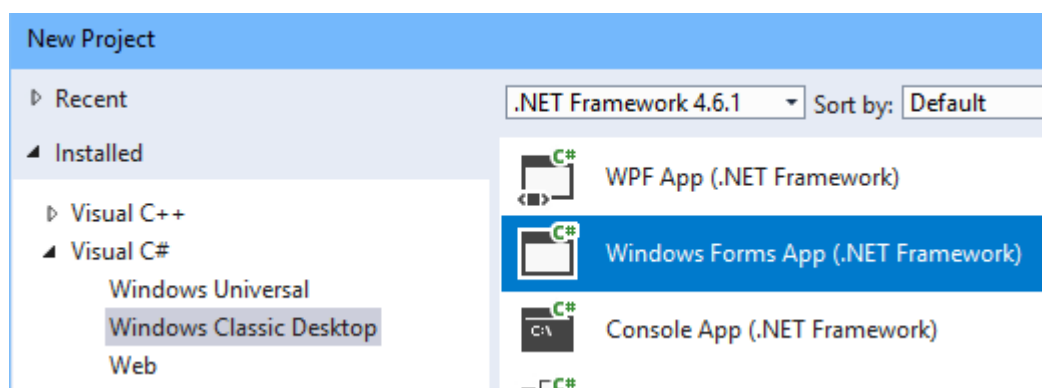 New Project
Recent
.NET Framework 4.6.1 Sort by: Default
Installed
Visual C++
Visual C#
Windows Universal
Windows Classic Desktop
Web
C#
WPF App (.NET Framework)
C#
Windows Forms App (.NET Framework)
C#
C:\
Console App (.NET Framework)
C#